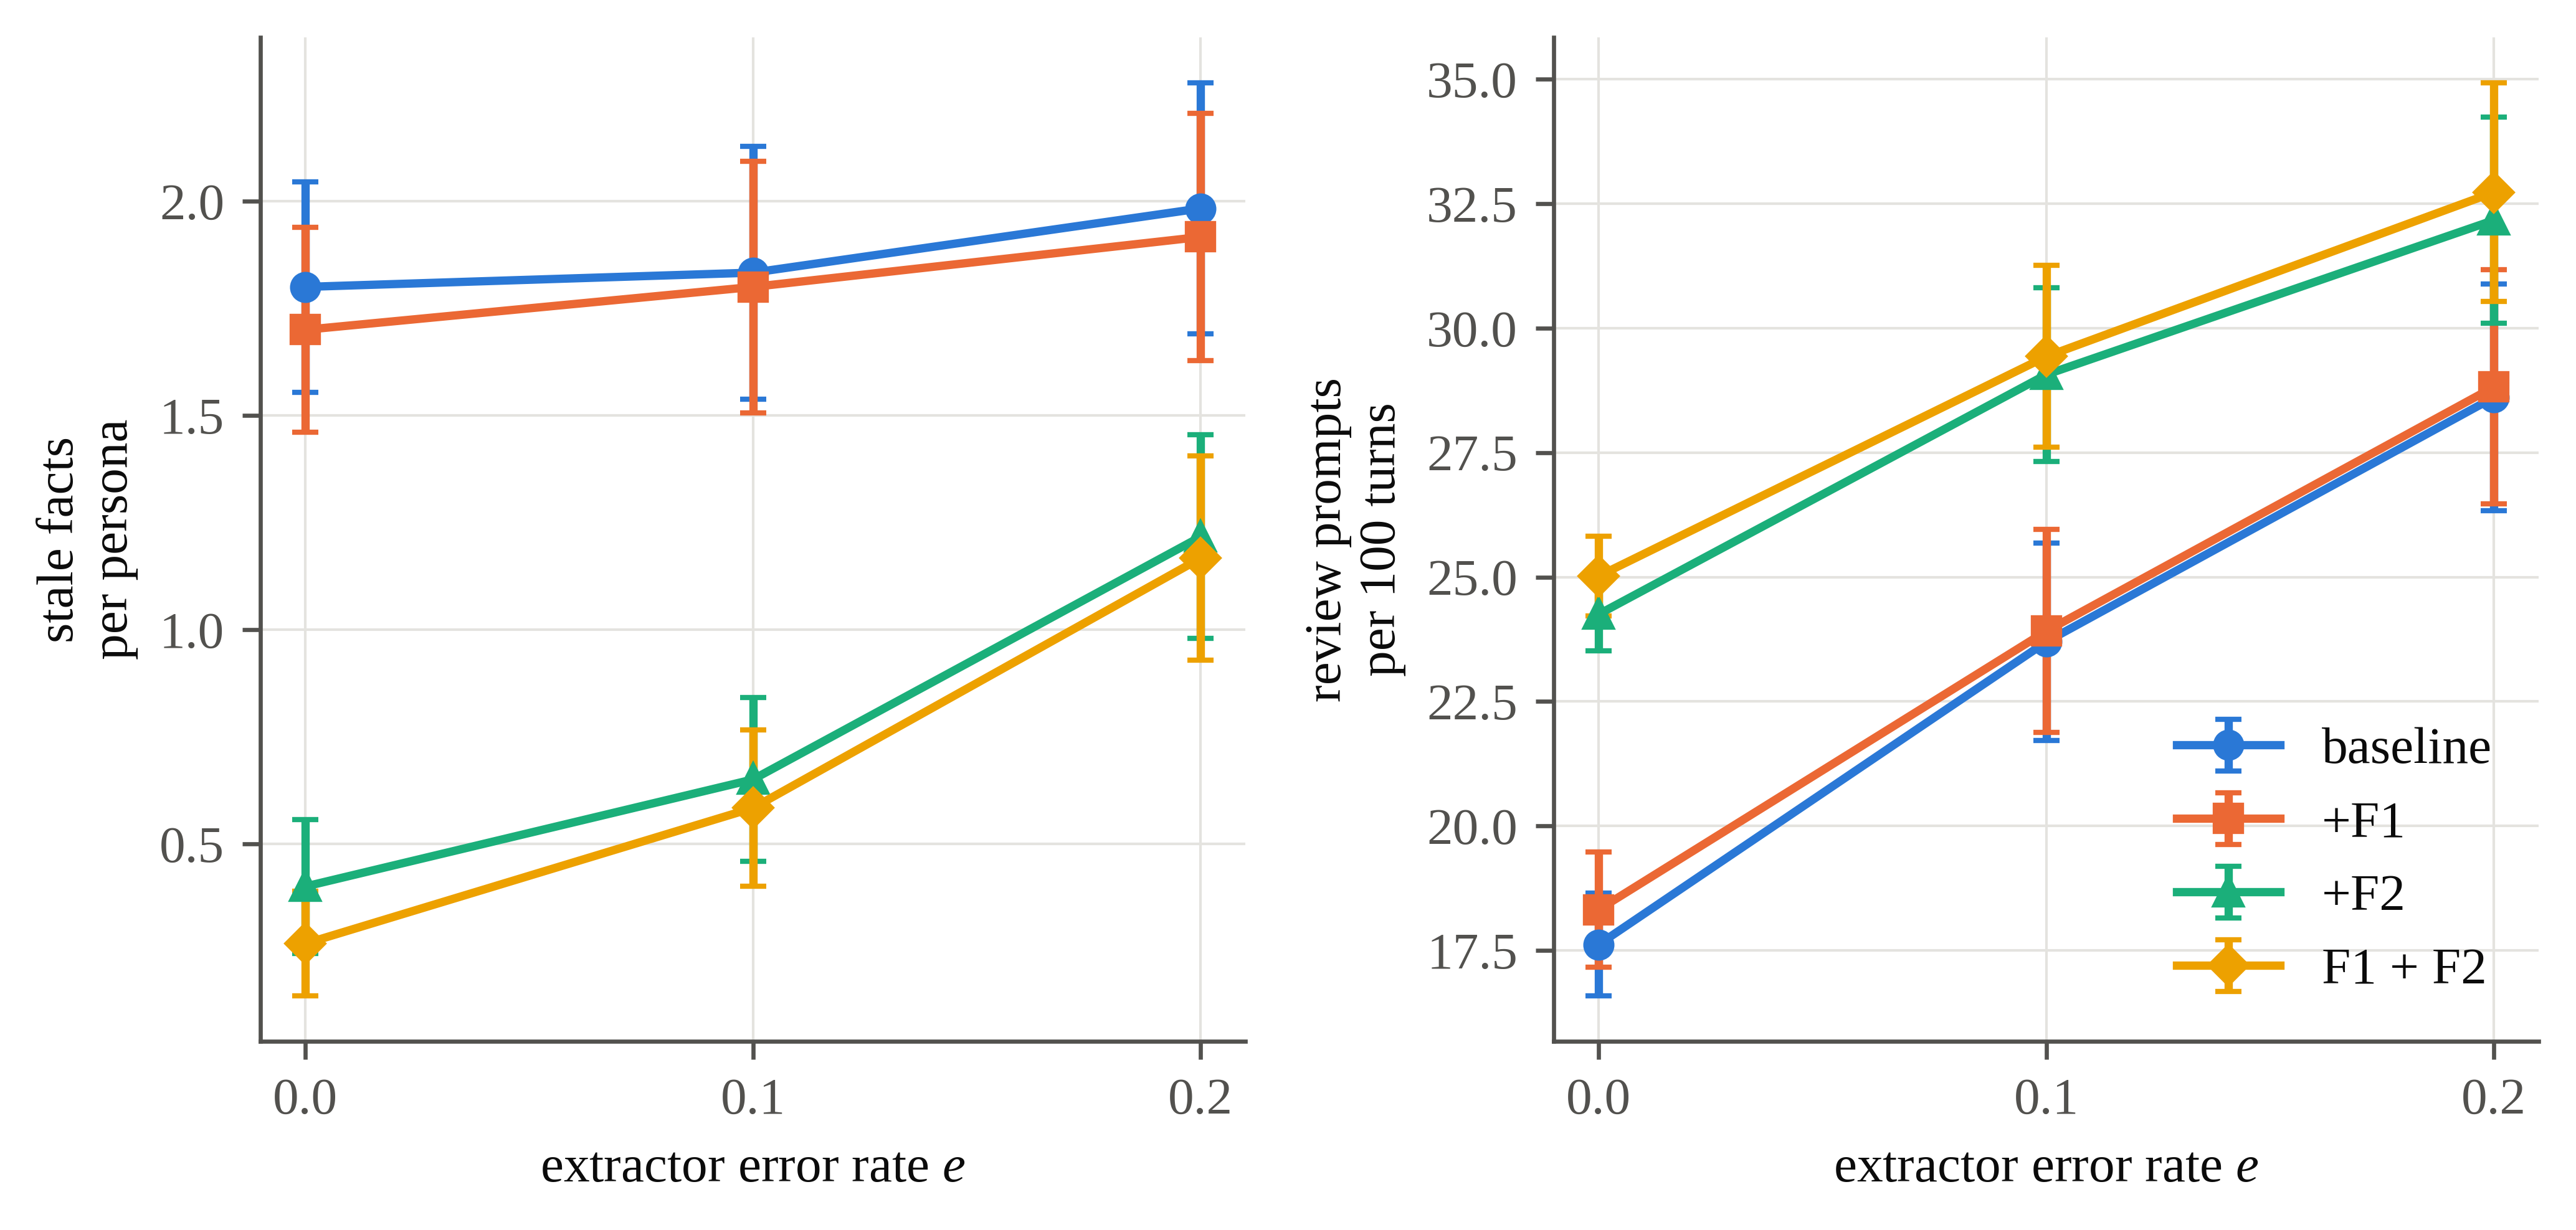 stale facts
per persona
2.0
1.5
1.0
0.5
0.0
0.1
0.2
extractor error rate e
review prompts
per 100 turns
35.0
32.5
30.0
27.5
25.0
22.5
20.0
17.5
0.0
0.1
0.2
extractor error rate e
baseline
+F1
+F2
F1 + F2